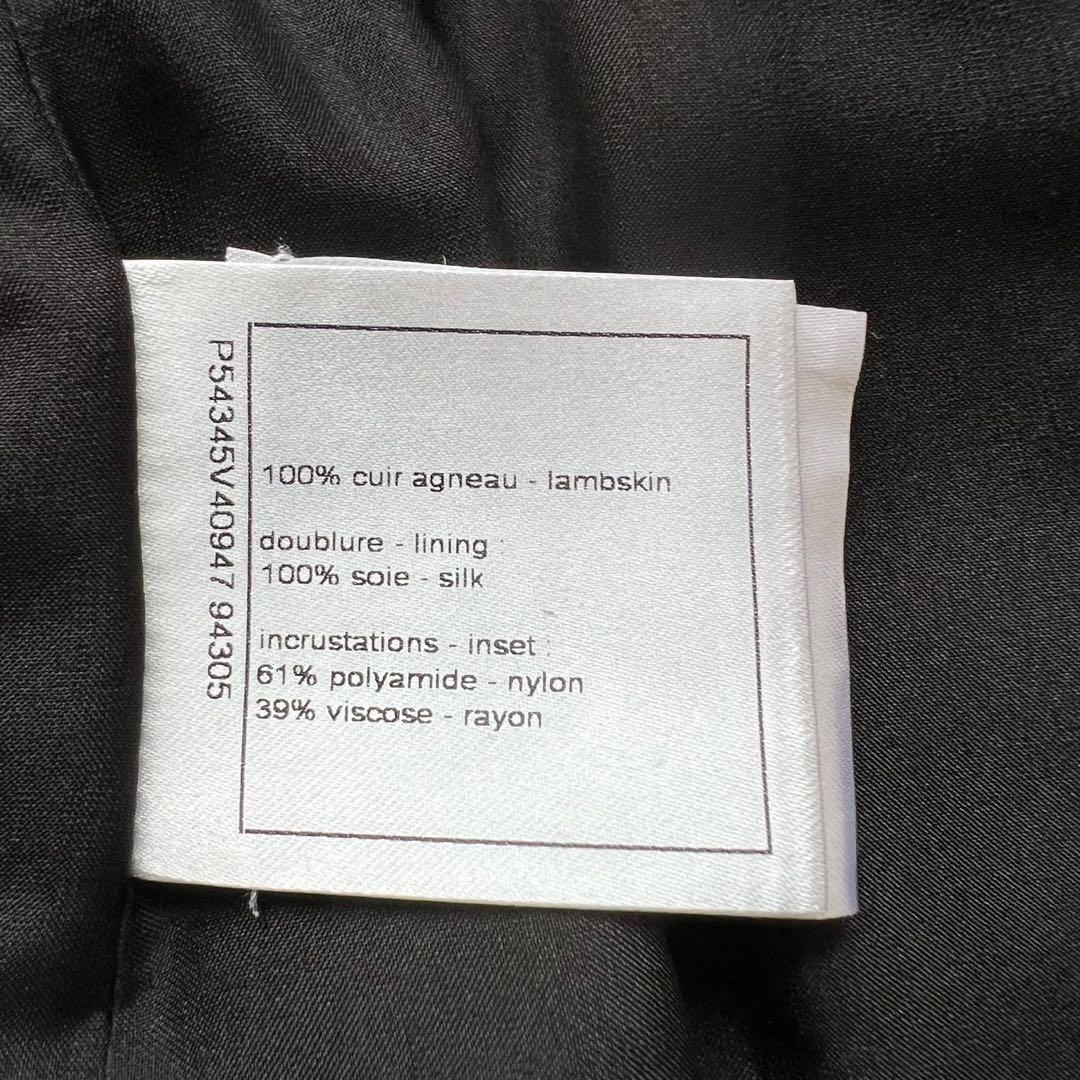 P54345V40947 94305
100% cuir agneau - lambskin
doublure - lining :
100% soie - silk
incrustations - inset :
61% polyamide - nylon
39% viscose - rayon